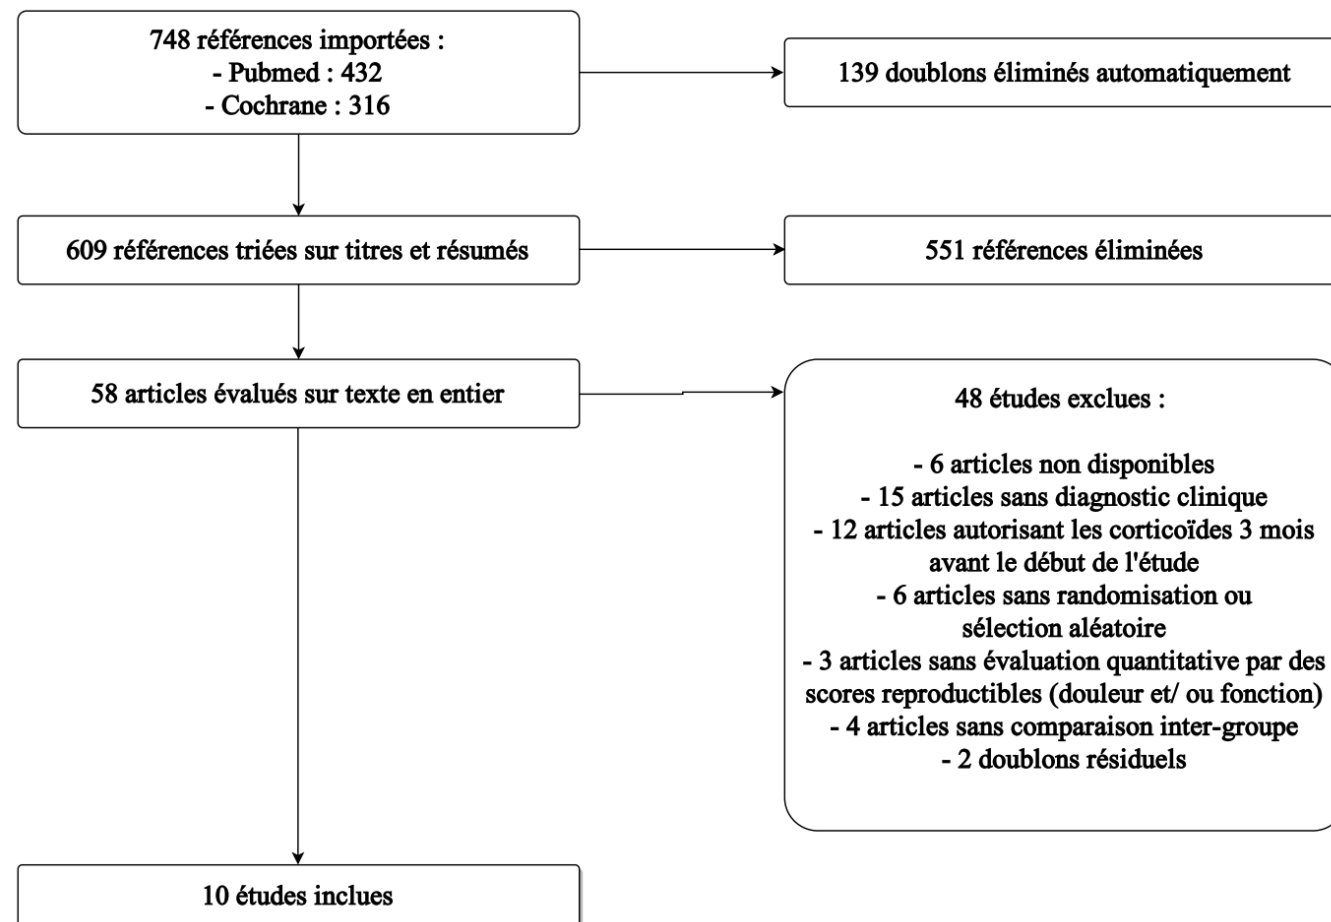 748 références importées :
- Pubmed : 432
- Cochrane : 316
139 doublons éliminés automatiquement
609 références triées sur titres et résumés
551 références éliminées
58 articles évalués sur texte en entier
48 études exclues :
- 6 articles non disponibles
- 15 articles sans diagnostic clinique
- 12 articles autorisant les corticoïdes 3 mois
avant le début de l'étude
- 6 articles sans randomisation ou
sélection aléatoire
- 3 articles sans évaluation quantitative par des
scores reproductibles (douleur et/ ou fonction)
- 4 articles sans comparaison inter-groupe
- 2 doublons résiduels
10 études inclues